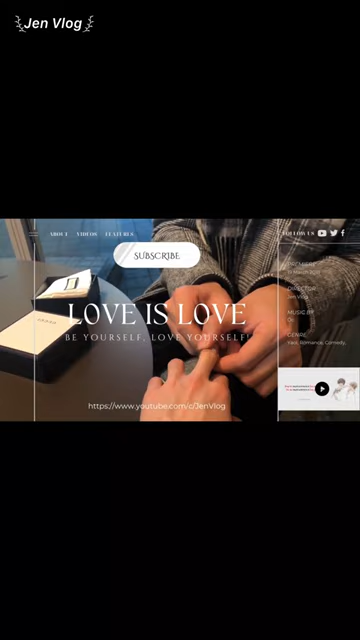 Jen Vlog
ABOUT VIDEOS FEATURES
FOLLOW US
SUBSCRIBE
PREMIERE
DIRECTOR
Jen Vlog
MUSIC BY
GENRE
Yaoi, Romance, Comedy,
LOVE IS LOVE
BE YOURSELF, LOVE YOURSELF!
https://www.youtube.com/c/JenVlog